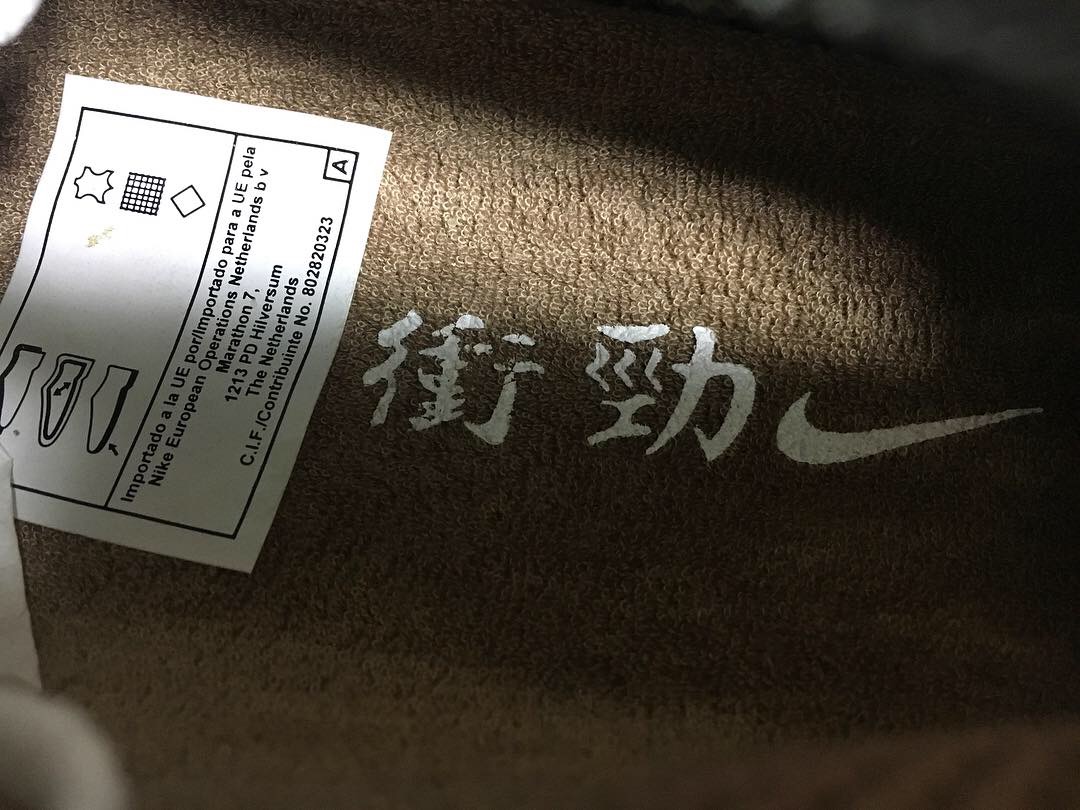 A
Importado a la UE por/Importado para a UE pela
Nike European Operations Netherlands b v
Marathon 7,
1213 PD Hilversum
The Netherlands
C.I.F./Contribuinte No. 802820323
衝勁